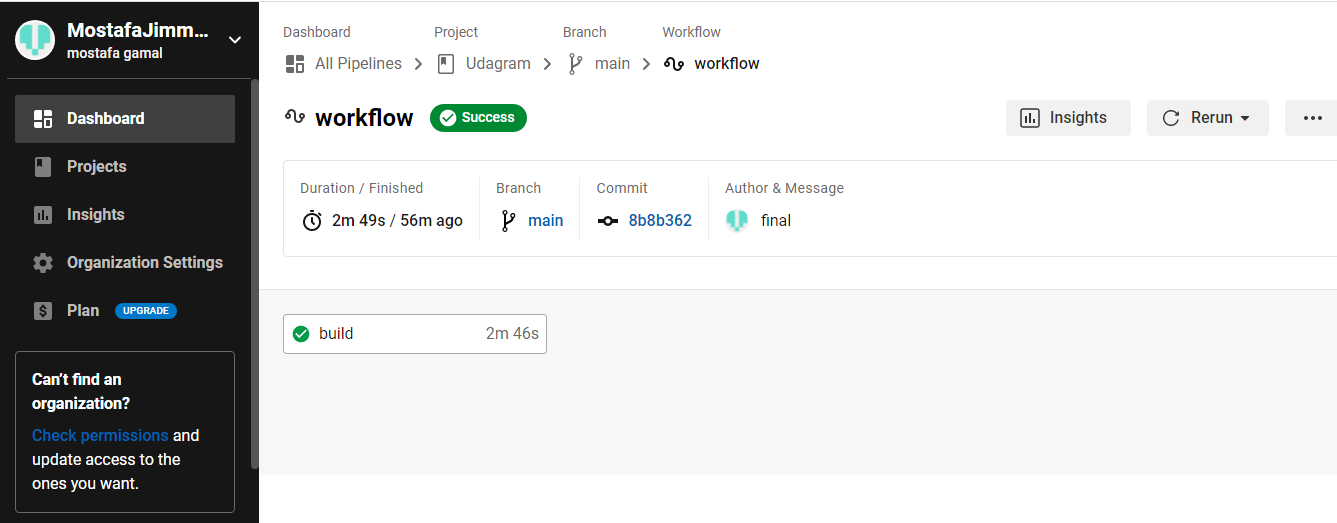 MostafaJimm...
mostafa gamal
Dashboard
Projects
Insights
Organization Settings
Plan UPGRADE
Can't find an
organization?
Check permissions and
update access to the
ones you want.
Dashboard Project Branch Workflow
All Pipelines Udagram main workflow
workflow Success Insights Rerun ...
Duration / Finished Branch Commit Author & Message
2m 49s / 56m ago main 8b8b362 final
build 2m 46s